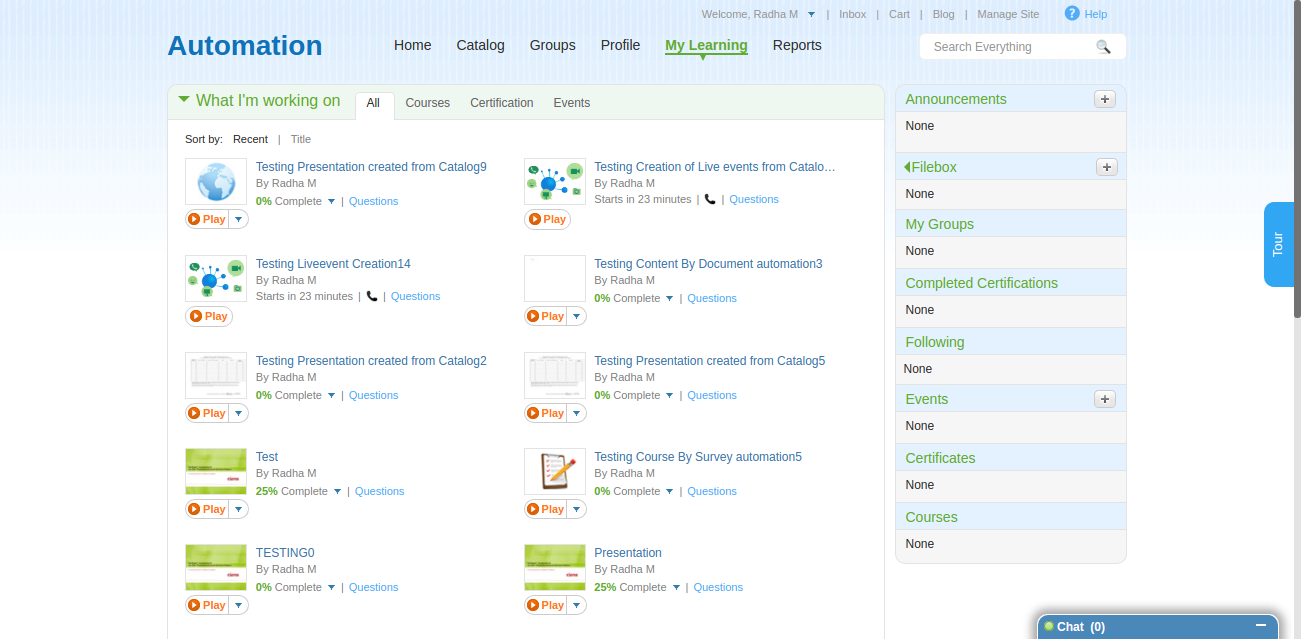 Welcome, Radha M | Inbox | Cart | Blog | Manage Site ? Help
Automation
Home Catalog Groups Profile My Learning Reports
Search Everything
What I'm working on All Courses Certification Events
Sort by: Recent | Title
Testing Presentation created from Catalog9
By Radha M
0% Complete | Questions
Play
Testing Creation of Live events from Catalo…
By Radha M
Starts in 23 minutes | | Questions
Play
Testing Liveevent Creation14
By Radha M
Starts in 23 minutes | | Questions
Play
Testing Content By Document automation3
By Radha M
0% Complete | Questions
Play
Testing Presentation created from Catalog2
By Radha M
0% Complete | Questions
Play
Testing Presentation created from Catalog5
By Radha M
0% Complete | Questions
Play
Test
By Radha M
25% Complete | Questions
Play
Testing Course By Survey automation5
By Radha M
0% Complete | Questions
Play
TESTING0
By Radha M
0% Complete | Questions
Play
Presentation
By Radha M
25% Complete | Questions
Play
Announcements +
None
Filebox +
None
My Groups
None
Completed Certifications
None
Following
None
Events +
None
Certificates
None
Courses
None
Tour
Chat (0)